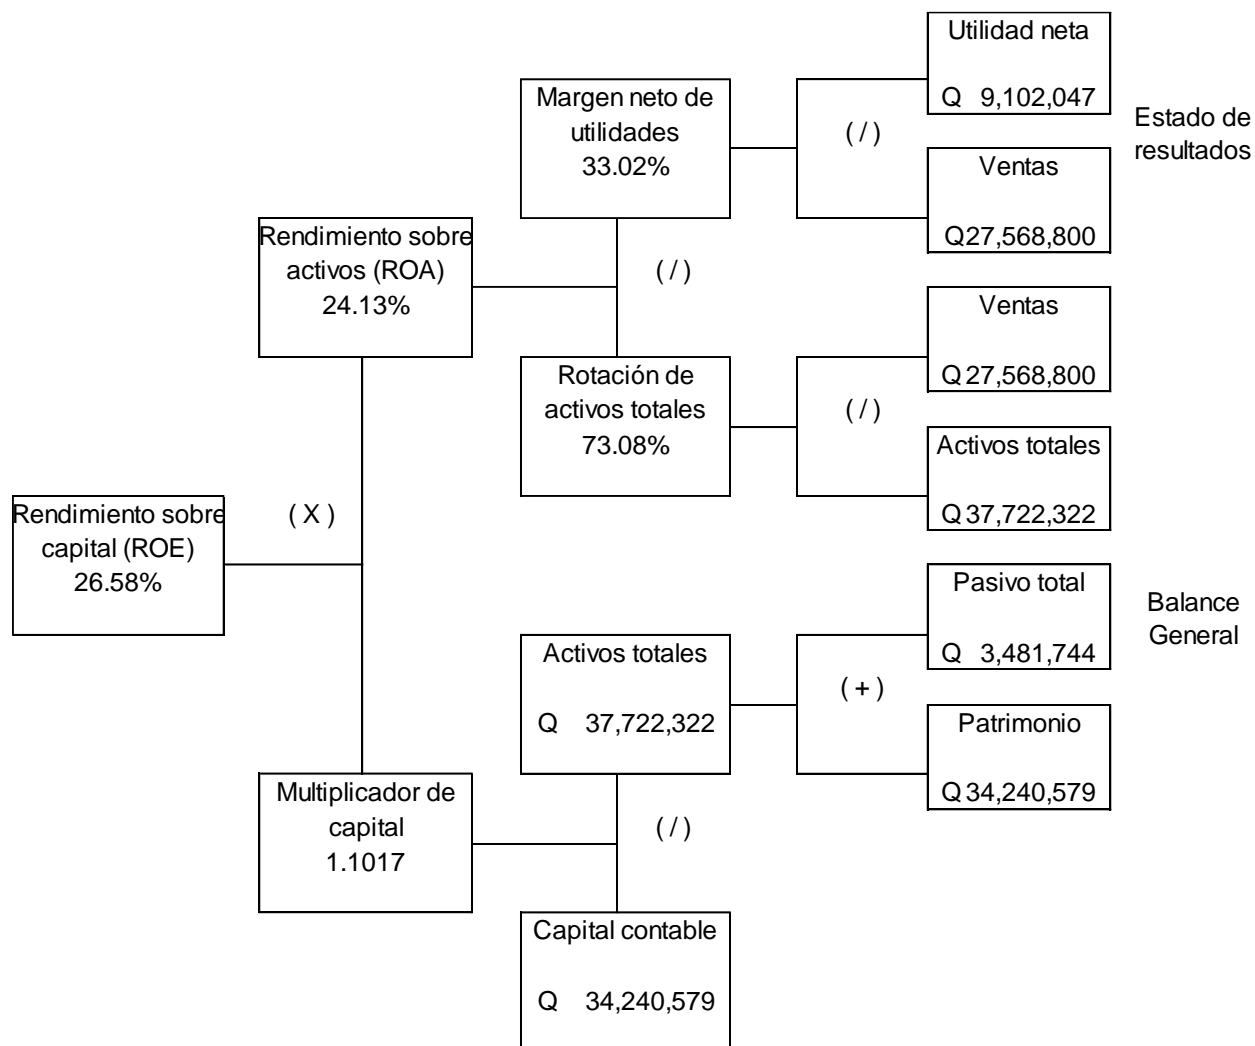 Utilidad neta
Q 9,102,047
Estado de
resultados
Margen neto de
utilidades
33.02%
( / )
Ventas
Q 27,568,800
Rendimiento sobre
activos (ROA)
24.13%
( / )
Ventas
Q 27,568,800
Rotación de
activos totales
73.08%
( / )
Activos totales
Q 37,722,322
Rendimiento sobre
capital (ROE)
26.58%
( X )
Pasivo total
Q 3,481,744
Balance
General
Activos totales
Q 37,722,322
( + )
Patrimonio
Q 34,240,579
Multiplicador de
capital
1.1017
( / )
Capital contable
Q 34,240,579